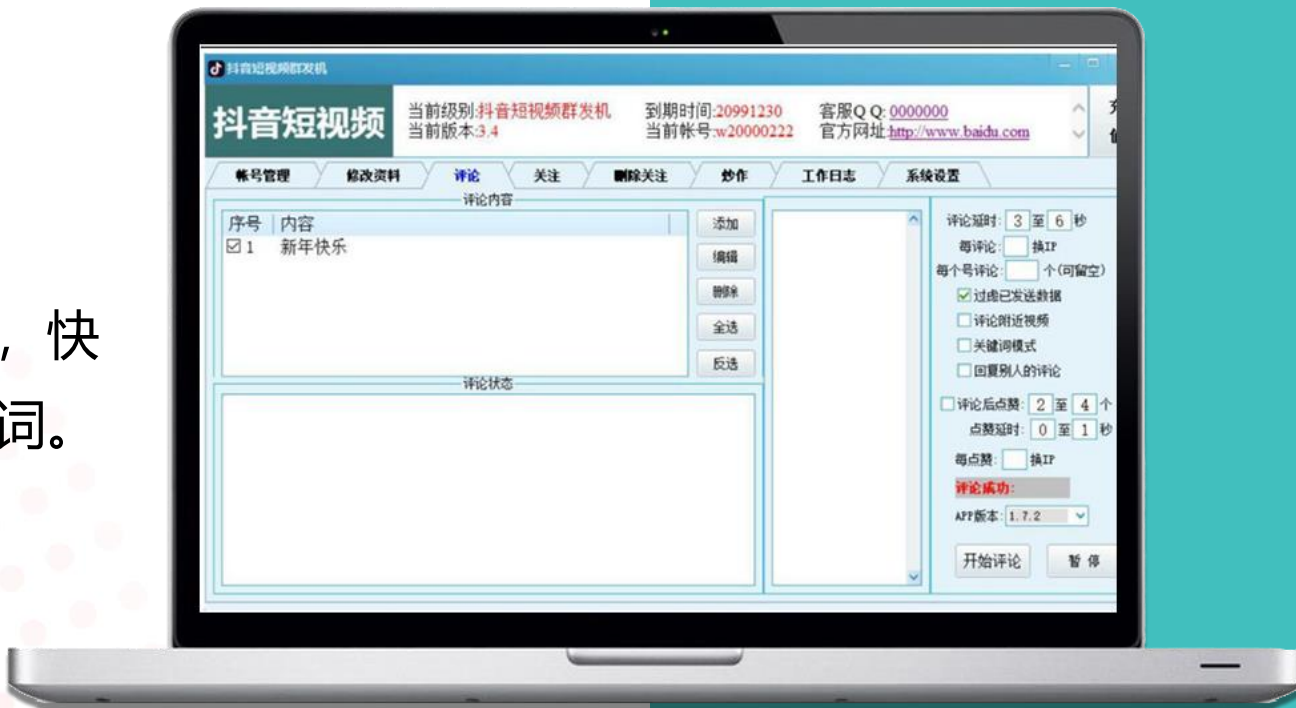 ，快
词。
抖音短视频群发机
抖音短视频
当前级别:抖音短视频群发机 到期时间:20991230 客服Q Q: 0000000
当前版本:3.4 当前帐号:w20000222 官方网址:http://www.baidu.com
帐号管理 修改资料 评论 关注 删除关注 炒作 工作日志 系统设置
评论内容
序号 内容
1 新年快乐
添加
编辑
删除
全选
反选
评论状态
评论延时: 3 至 6 秒
每评论: 换IP
每个号评论: 个(可留空)
过虑已发送数据
评论附近视频
关键词模式
回复别人的评论
评论后点赞: 2 至 4 个
点赞延时: 0 至 1 秒
每点赞: 换IP
评论成功:
APP版本: 1.7.2
开始评论 暂 停